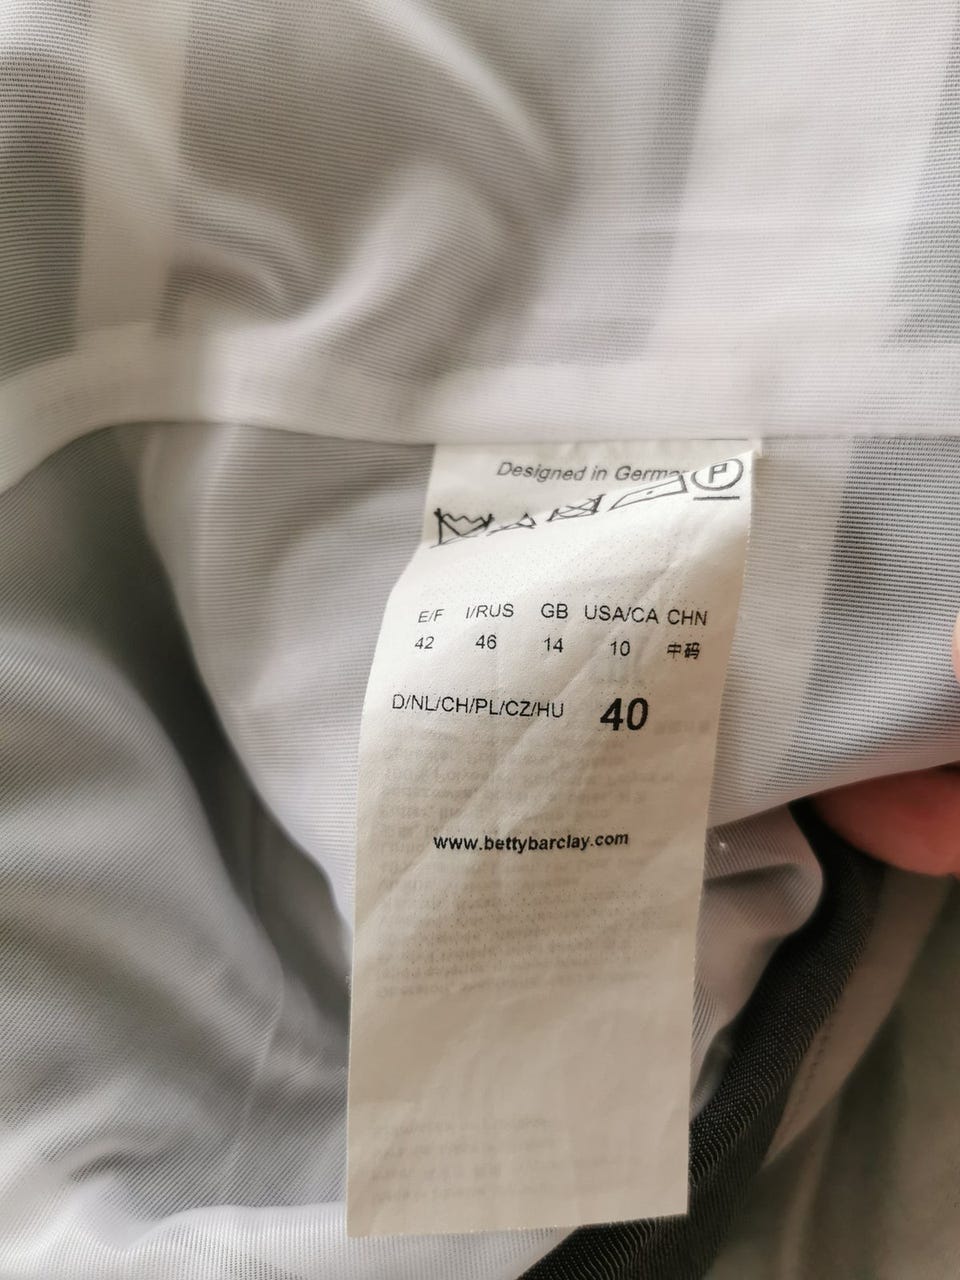 Designed in
P
E/F I/RUS GB USA/CA CHN
42 46 14 10 中码
D/NL/CH/PL/CZ/HU 40
www.bettybarclay.com